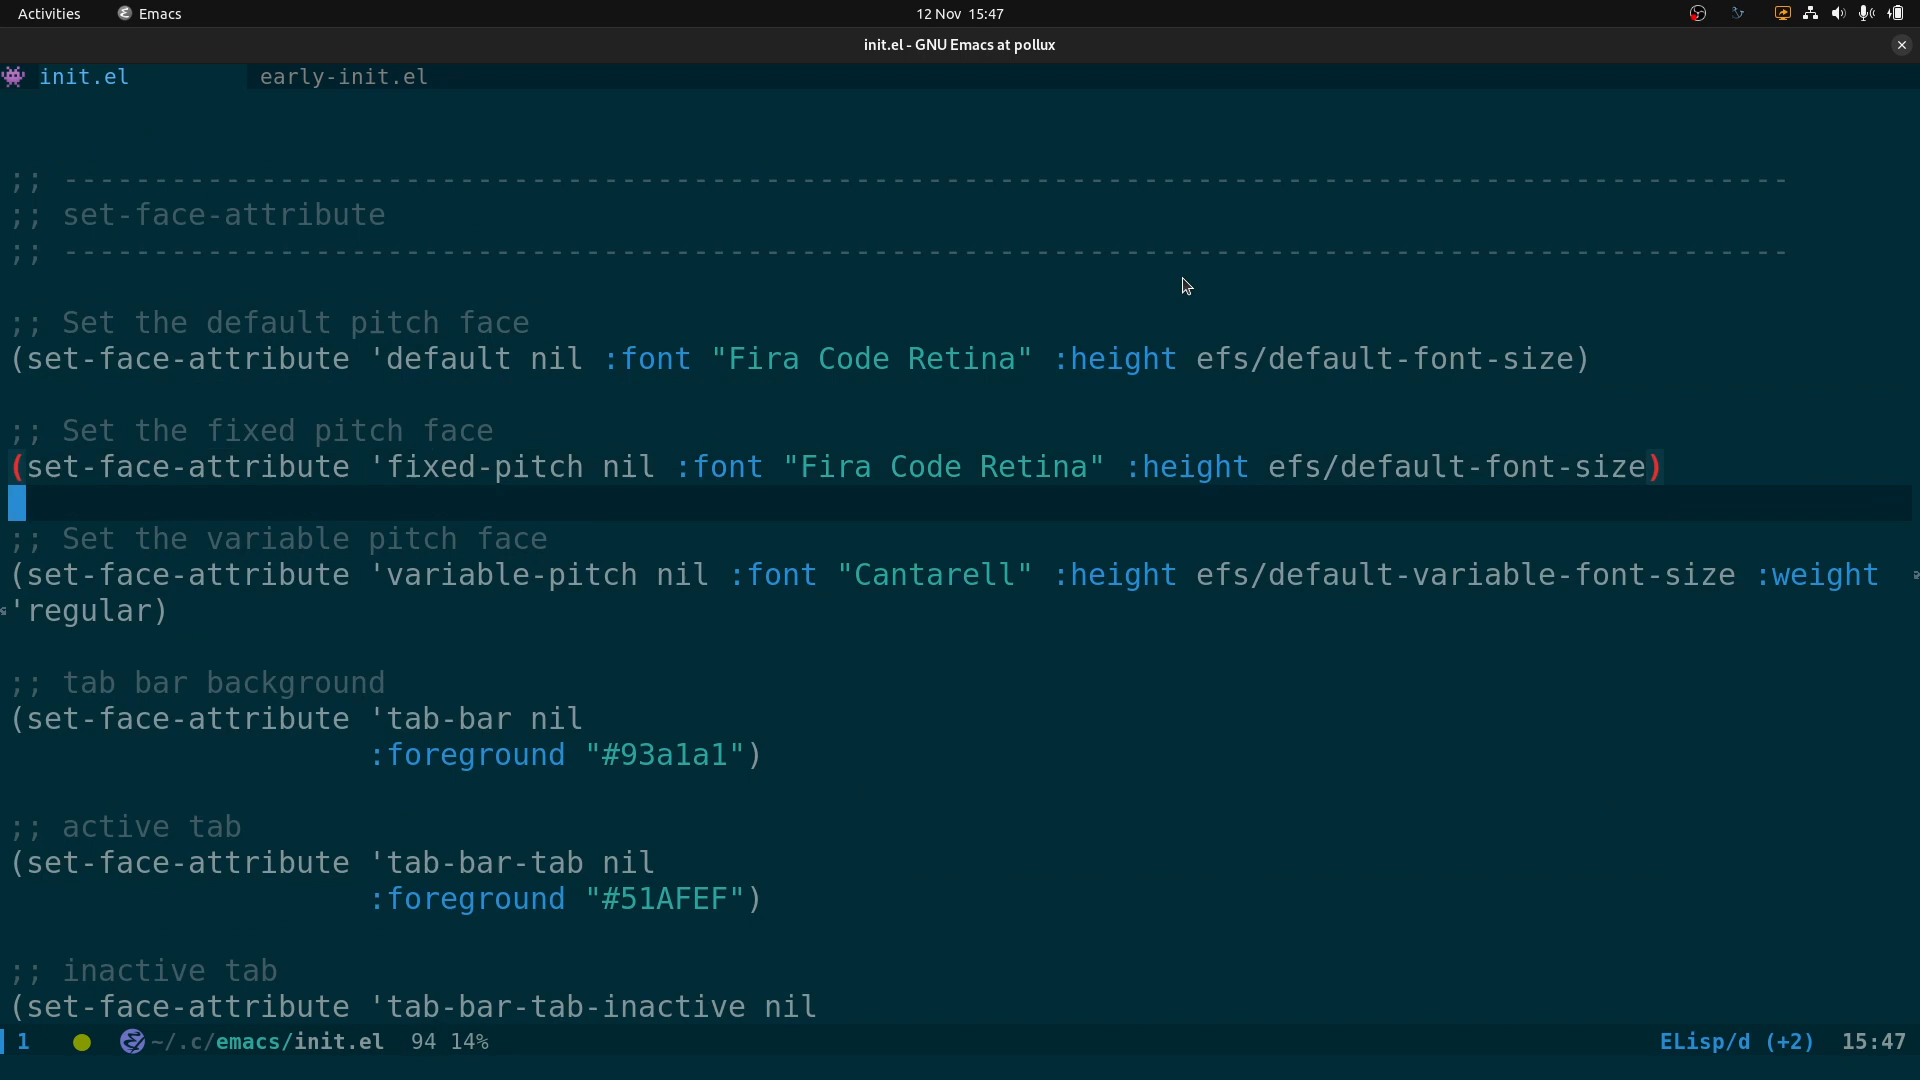 Activities Emacs 12 Nov 15:47
init.el - GNU Emacs at pollux
init.el early-init.el
;; ------------------------------------------------------------------------------------------------
;; set-face-attribute
;; ------------------------------------------------------------------------------------------------
;; Set the default pitch face
(set-face-attribute 'default nil :font "Fira Code Retina" :height efs/default-font-size)
;; Set the fixed pitch face
(set-face-attribute 'fixed-pitch nil :font "Fira Code Retina" :height efs/default-font-size)
;; Set the variable pitch face
(set-face-attribute 'variable-pitch nil :font "Cantarell" :height efs/default-variable-font-size :weight
'regular)
;; tab bar background
(set-face-attribute 'tab-bar nil
:foreground "#93a1a1")
;; active tab
(set-face-attribute 'tab-bar-tab nil
:foreground "#51AFEF")
;; inactive tab
(set-face-attribute 'tab-bar-tab-inactive nil
1 ~/.c/emacs/init.el 94 14% ELisp/d (+2) 15:47